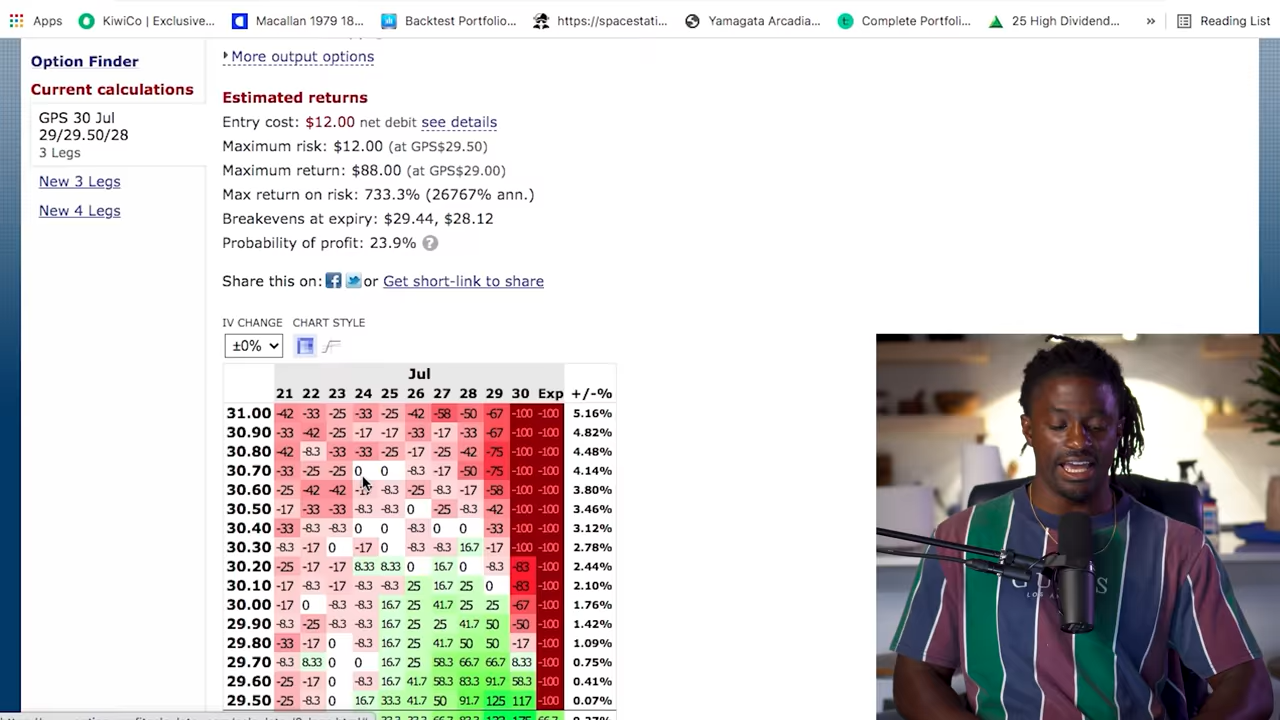 Apps KiwiCo | Exclusive... Macallan 1979 18... Backtest Portfolio... https://spacestati... Yamagata Arcadia... Complete Portfoli... 25 High Dividend... » Reading List
Option Finder
Current calculations
GPS 30 Jul
29/29.50/28
3 Legs
New 3 Legs
New 4 Legs
More output options
Estimated returns
Entry cost: $12.00 net debit see details
Maximum risk: $12.00 (at GPS$29.50)
Maximum return: $88.00 (at GPS$29.00)
Max return on risk: 733.3% (26767% ann.)
Breakevens at expiry: $29.44, $28.12
Probability of profit: 23.9% ?
Share this on: or Get short-link to share
IV CHANGE CHART STYLE
±0%
Jul
21 22 23 24 25 26 27 28 29 30 Exp +/-%
31.00 -42 -33 -25 -33 -25 -42 -58 -50 -67 -100 -100 5.16%
30.90 -33 -42 -25 -17 -17 -33 -17 -33 -67 -100 -100 4.82%
30.80 -42 -8.3 -33 -33 -25 -17 -25 -42 -75 -100 -100 4.48%
30.70 -33 -25 -25 0 0 -8.3 -17 -50 -75 -100 -100 4.14%
30.60 -25 -42 -42 -17 -8.3 -25 -8.3 -17 -58 -100 -100 3.80%
30.50 -17 -33 -33 -8.3 -8.3 0 -25 -8.3 -42 -100 -100 3.46%
30.40 -33 -8.3 -8.3 0 0 -8.3 0 0 -33 -100 -100 3.12%
30.30 -8.3 -17 0 -17 0 -8.3 -8.3 16.7 -17 -100 -100 2.78%
30.20 -25 -17 -17 8.33 8.33 0 16.7 0 -8.3 -83 -100 2.44%
30.10 -17 -8.3 -17 -8.3 -8.3 25 16.7 25 0 -83 -100 2.10%
30.00 -17 0 -8.3 -8.3 16.7 25 41.7 25 25 -67 -100 1.76%
29.90 -8.3 -25 -8.3 -8.3 16.7 25 25 41.7 50 -50 -100 1.42%
29.80 -33 -17 0 -8.3 16.7 25 41.7 50 50 -17 -100 1.09%
29.70 -8.3 8.33 0 0 16.7 25 58.3 66.7 66.7 8.33 -100 0.75%
29.60 -25 -17 0 -8.3 16.7 41.7 58.3 83.3 91.7 58.3 -100 0.41%
29.50 -25 -8.3 0 16.7 33.3 41.7 50 91.7 125 117 -100 0.07%